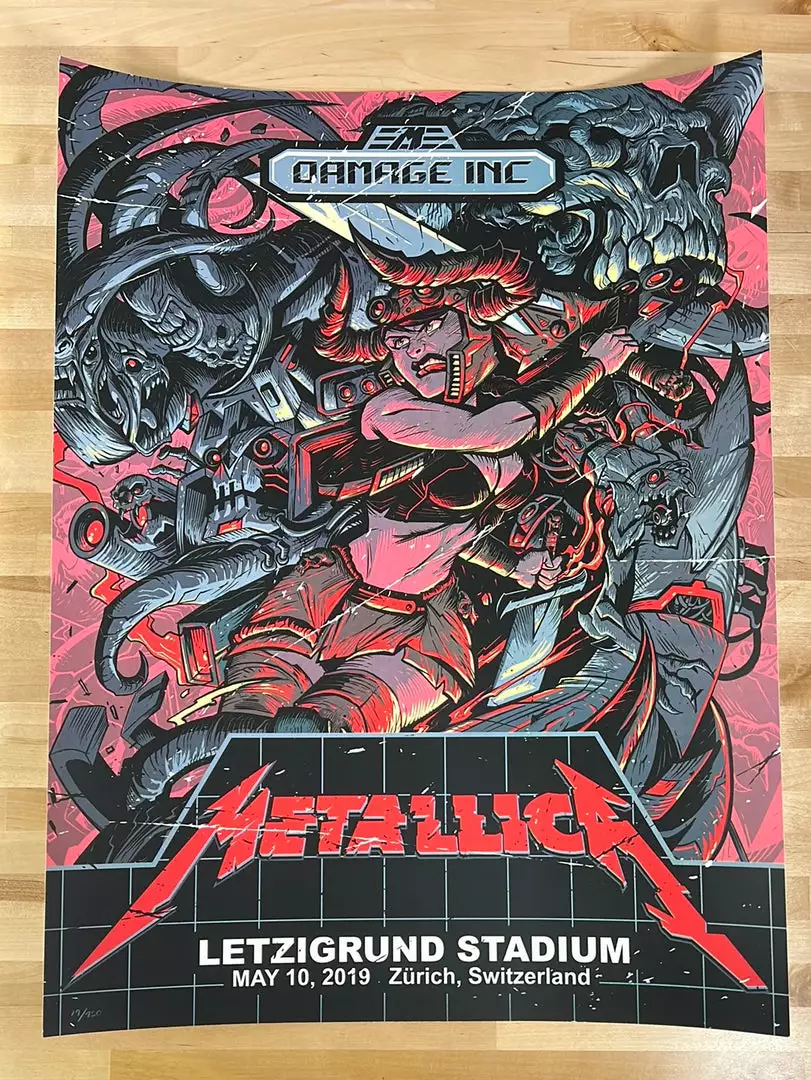 DAMAGE INC
METALLICA
LETZIGRUND STADIUM
MAY 10, 2019 Zürich, Switzerland